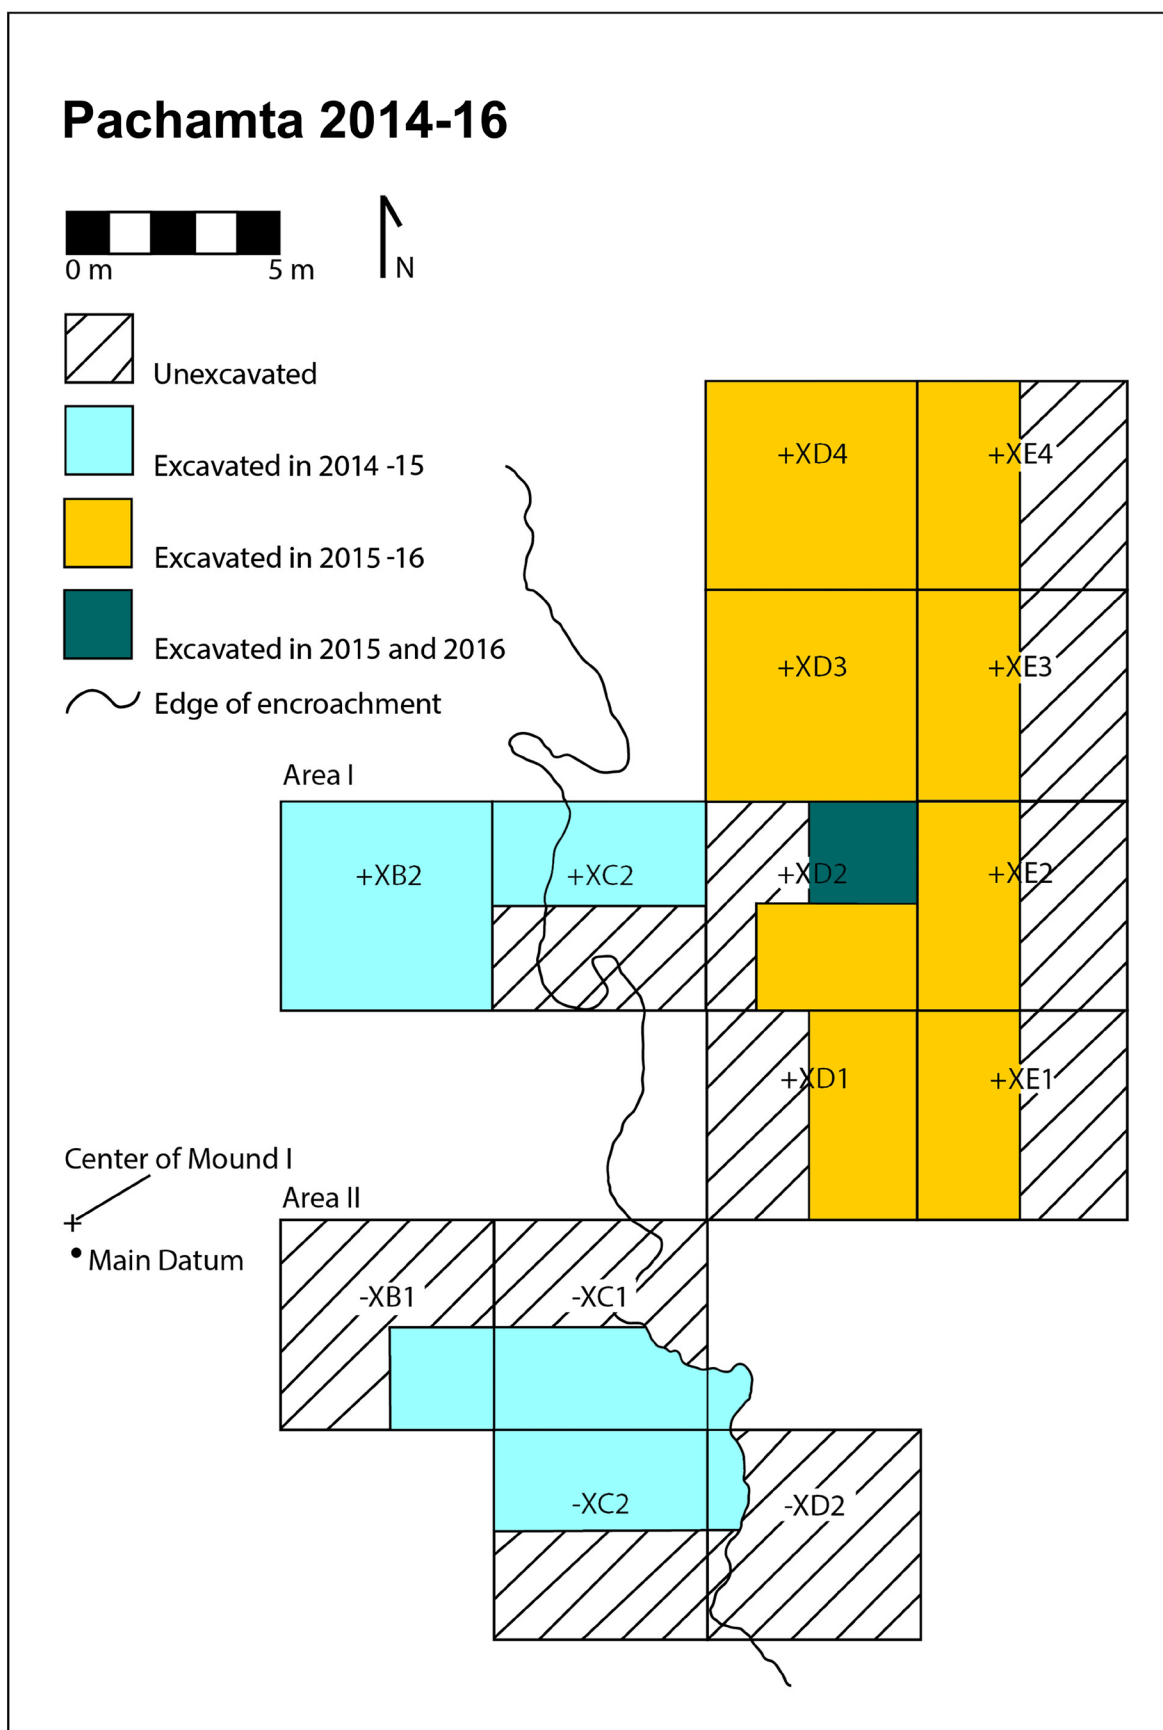 Pachamta 2014-16
0 m 5 m
N
Unexcavated
Excavated in 2014 -15
Excavated in 2015 -16
Excavated in 2015 and 2016
Edge of encroachment
+XD4 +XE4
+XD3 +XE3
Area I
+XB2 +XC2 +XD2 +XE2
+XD1 +XE1
Center of Mound I
+
Main Datum
Area II
-XB1 -XC1
-XC2 -XD2